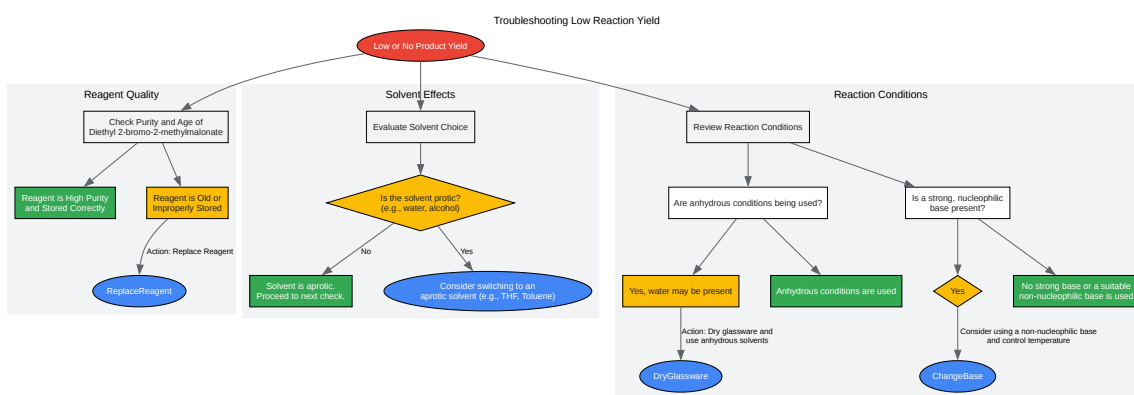 Troubleshooting Low Reaction Yield
Low or No Product Yield
Reagent Quality
Check Purity and Age of
Diethyl 2-bromo-2-methylmalonate
Reagent is High Purity
and Stored Correctly
Reagent is Old or
Improperly Stored
Action: Replace Reagent
ReplaceReagent
Solvent Effects
Evaluate Solvent Choice
Is the solvent protic?
(e.g., water, alcohol)
No
Yes
Solvent is aprotic.
Proceed to next check.
Consider switching to an
aprotic solvent (e.g., THF, Toluene)
Reaction Conditions
Review Reaction Conditions
Are anhydrous conditions being used?
Is a strong, nucleophilic
base present?
Yes, water may be present
Anhydrous conditions are used
Yes
No strong base or a suitable
non-nucleophilic base is used
Action: Dry glassware and
use anhydrous solvents
Consider using a non-nucleophilic base
and control temperature
DryGlassware
ChangeBase